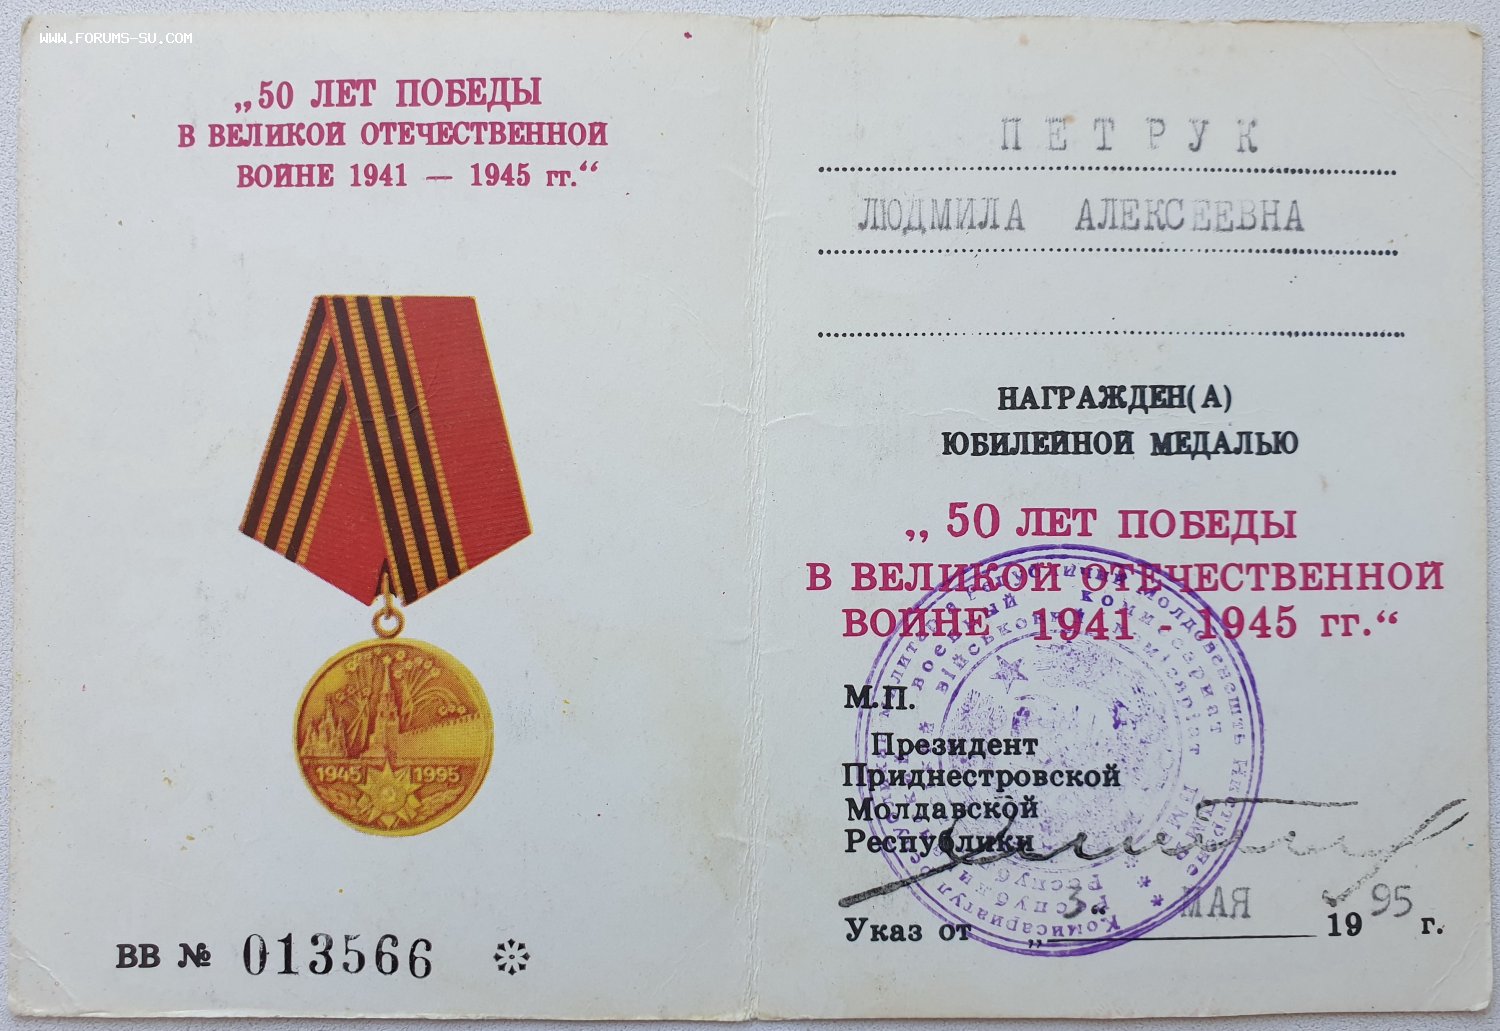 WWW.FORUMS-SU.COM
„50 ЛЕТ ПОБЕДЫ
В ВЕЛИКОЙ ОТЕЧЕСТВЕННОЙ
ВОЙНЕ 1941 — 1945 гг.“
1945 1995
ВВ № 013566
ПЕТРУК
ЛЮДМИЛА АЛЕКСЕЕВНА
НАГРАЖДЕН(А)
ЮБИЛЕЙНОЙ МЕДАЛЬЮ
„50 ЛЕТ ПОБЕДЫ
В ВЕЛИКОЙ ОТЕЧЕСТВЕННОЙ
ВОЙНЕ 1941 - 1945 гг.“
М.П.
Президент
Приднестровской
Молдавской
Республики
Указ от „3“ МАЯ 1995 г.
военный комиссариат